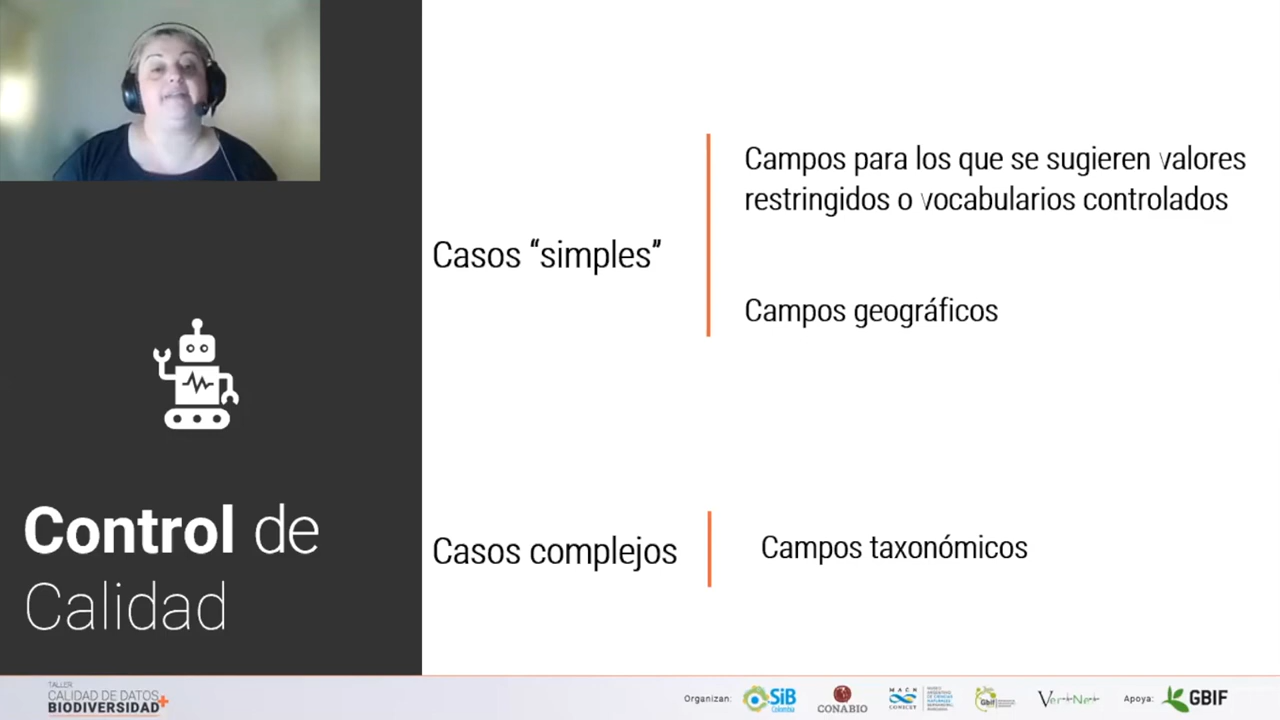 Campos para los que se sugieren valores
restringidos o vocabularios controlados
Casos “simples”
Campos geográficos
Control de
Calidad
Casos complejos
Campos taxonómicos
TALLER
CALIDAD DE DATOS
BIODIVERSIDAD+
Organizan:
SiB
Colombia
CONABIO
MACN
CONICET
Gbif
VertNet
Apoya:
GBIF